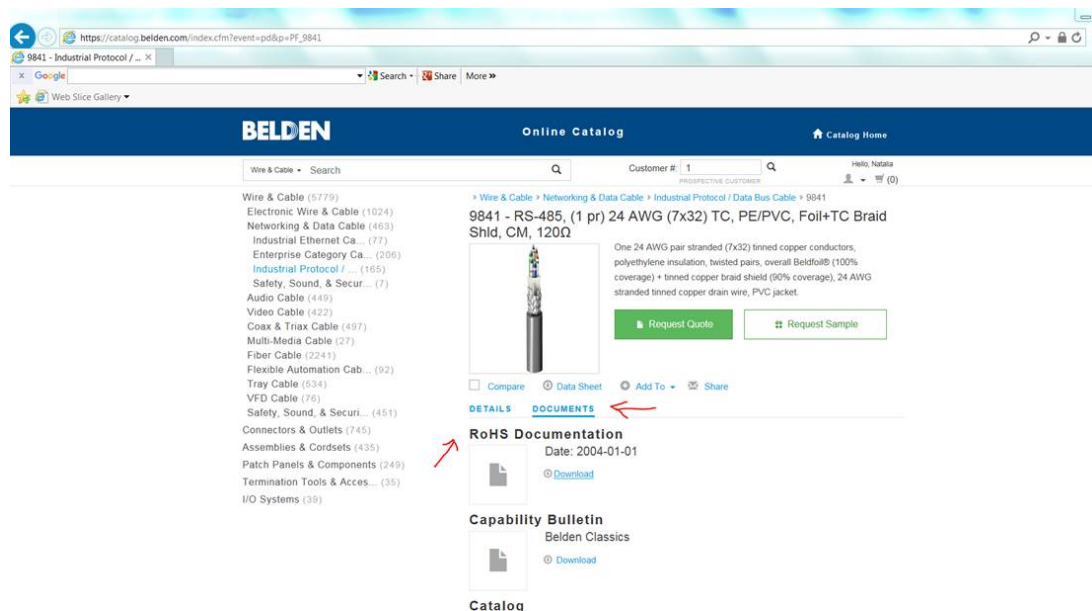 https://catalog.belden.com/index.cfm?event=pd&p=PF_9841
9841 - Industrial Protocol / ... ×
x Google Search Share More »
Web Slice Gallery
BELDEN Online Catalog Catalog Home
Wire & Cable Search Customer #: 1 Hello, Natalia
PROSPECTIVE CUSTOMER (0)
Wire & Cable (5779)
Electronic Wire & Cable (1024)
Networking & Data Cable (463)
Industrial Ethernet Ca... (77)
Enterprise Category Ca... (206)
Industrial Protocol / ... (165)
Safety, Sound, & Secur... (7)
Audio Cable (449)
Video Cable (422)
Coax & Triax Cable (497)
Multi-Media Cable (27)
Fiber Cable (2241)
Flexible Automation Cab... (92)
Tray Cable (534)
VFD Cable (76)
Safety, Sound, & Securi... (451)
Connectors & Outlets (745)
Assemblies & Cordsets (435)
Patch Panels & Components (249)
Termination Tools & Acces... (35)
I/O Systems (39)
» Wire & Cable » Networking & Data Cable » Industrial Protocol / Data Bus Cable » 9841
9841 - RS-485, (1 pr) 24 AWG (7x32) TC, PE/PVC, Foil+TC Braid
Shld, CM, 120Ω
One 24 AWG pair stranded (7x32) tinned copper conductors,
polyethylene insulation, twisted pairs, overall Beldfoil® (100%
coverage) + tinned copper braid shield (90% coverage), 24 AWG
stranded tinned copper drain wire, PVC jacket.
Request Quote Request Sample
Compare Data Sheet Add To Share
DETAILS DOCUMENTS
RoHS Documentation
Date: 2004-01-01
Download
Capability Bulletin
Belden Classics
Download
Catalog